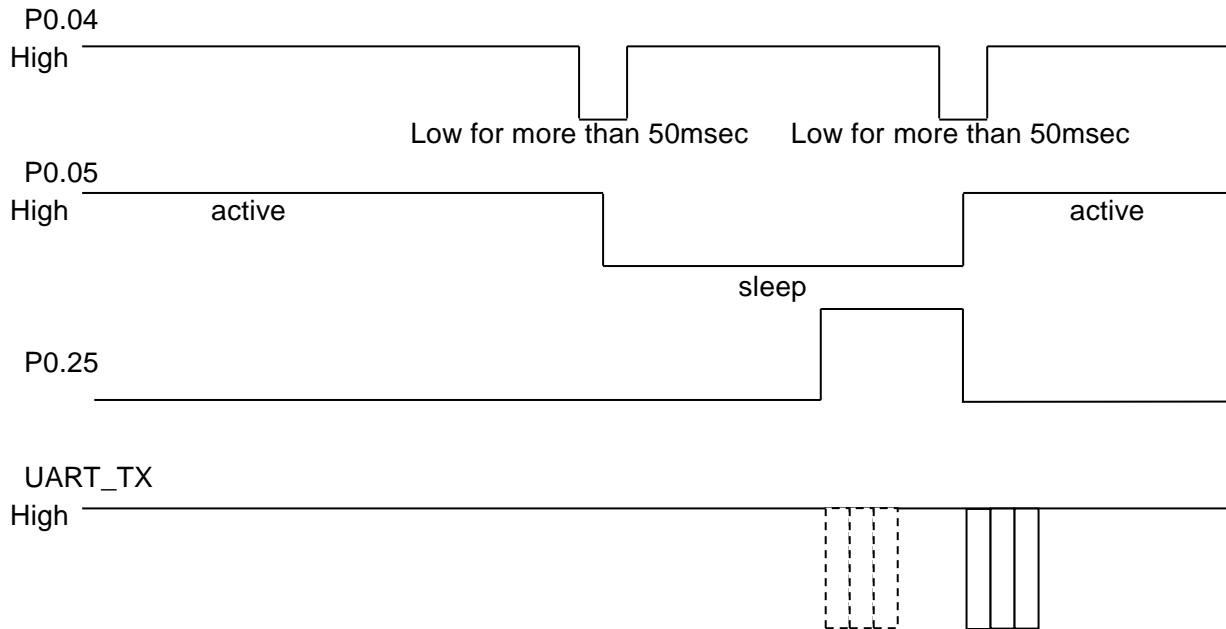 P0.04
High
Low for more than 50msec Low for more than 50msec
P0.05
High active active
sleep
P0.25
UART_TX
High